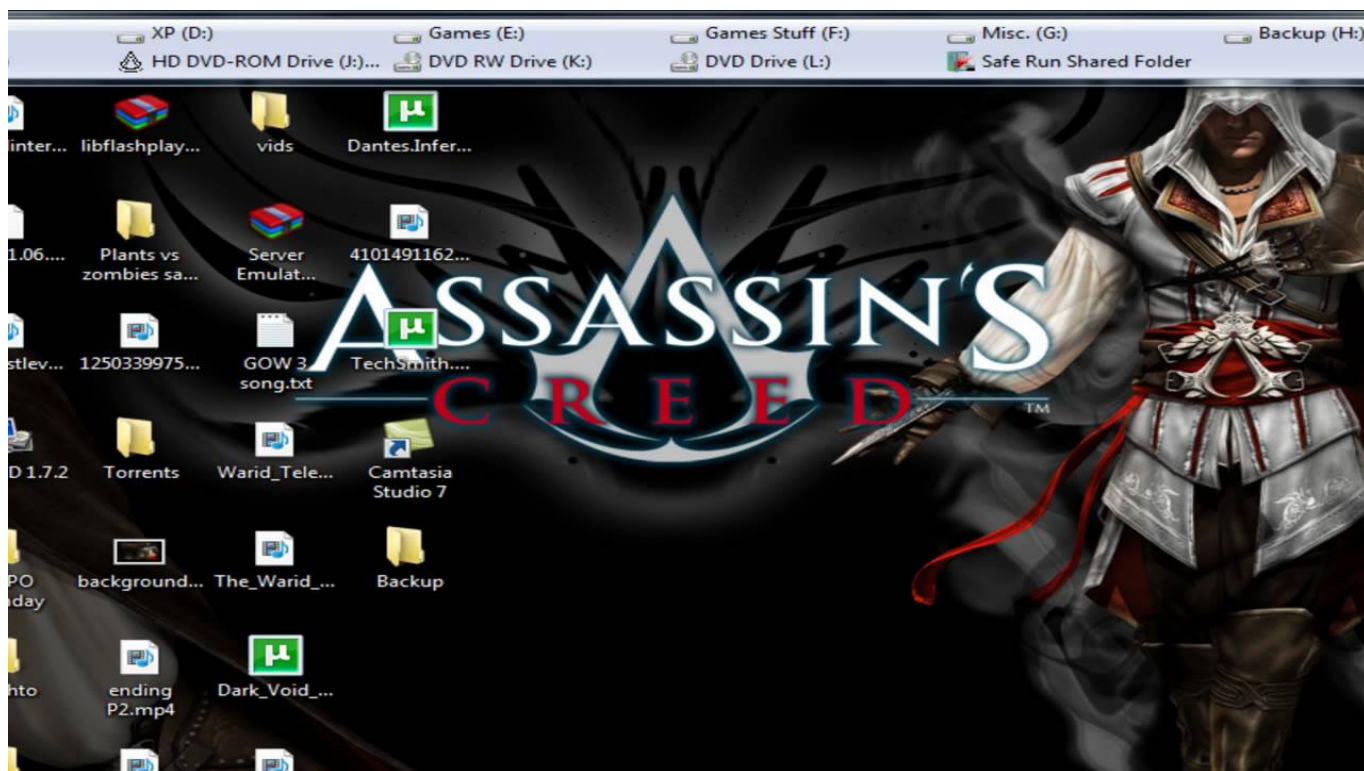 XP (D:) Games (E:) Games Stuff (F:) Misc. (G:) Backup (H:)
HD DVD-ROM Drive (J:)... DVD RW Drive (K:) DVD Drive (L:) Safe Run Shared Folder
inter... libflashplay... vids Dantes.Infer...
1.06.... Plants vs zombies sa... Server Emulat... 4101491162...
ASSASSIN'S
stlev... 1250339975... GOW 3 song.txt TechSmith....
CREED
TM
D 1.7.2 Torrents Warid_Tele... Camtasia Studio 7
PO
day background... The_Warid_... Backup
hto ending P2.mp4 Dark_Void_...